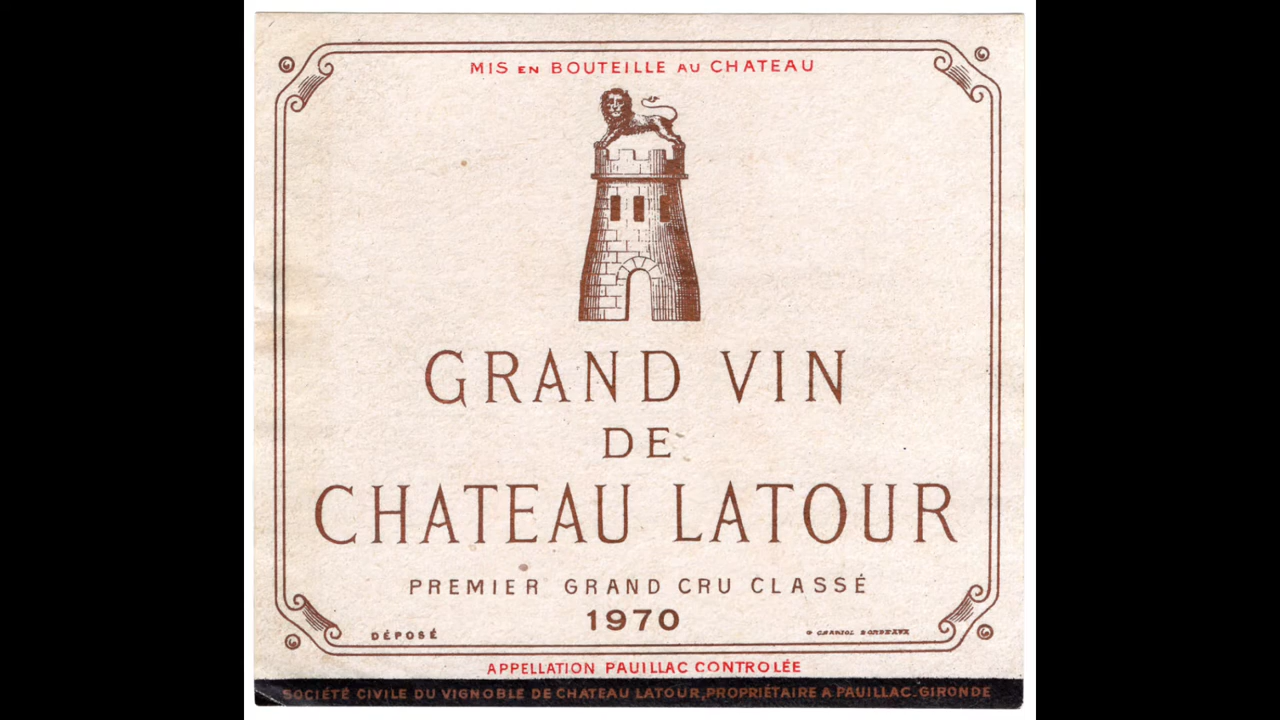 MIS EN BOUTEILLE AU CHATEAU
GRAND VIN
DE
CHATEAU LATOUR
PREMIER GRAND CRU CLASSÉ
1970
DÉPOSÉ
BORDEAUX
APPELLATION PAUILLAC CONTROLÉE
SOCIÉTÉ CIVILE DU VIGNOBLE DE CHATEAU LATOUR, PROPRIÉTAIRE A PAUILLAC-GIRONDE